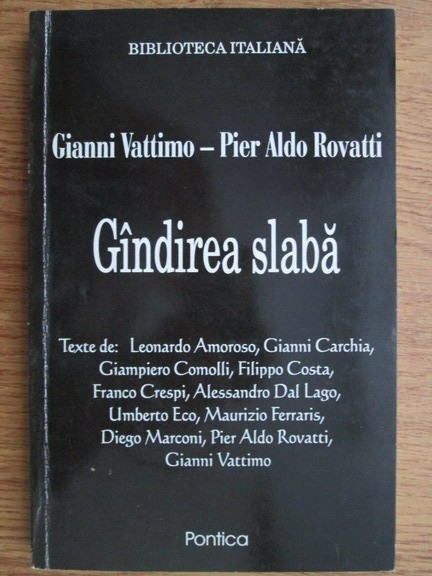 BIBLIOTECA ITALIANĂ
Gianni Vattimo – Pier Aldo Rovatti
Gîndirea slabă
Texte de: Leonardo Amoroso, Gianni Carchia,
Giampiero Comolli, Filippo Costa,
Franco Crespi, Alessandro Dal Lago,
Umberto Eco, Maurizio Ferraris,
Diego Marconi, Pier Aldo Rovatti,
Gianni Vattimo
Pontica